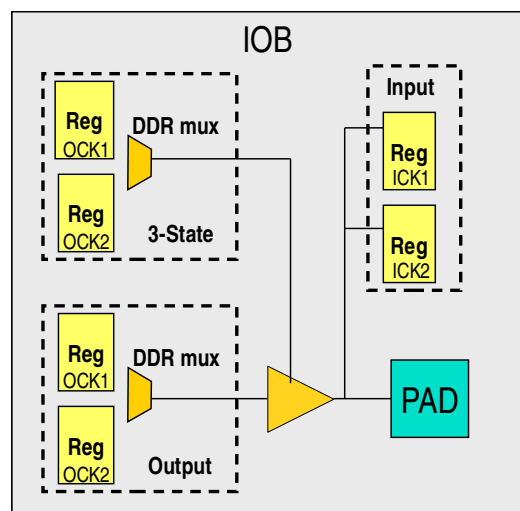 IOB
Reg
OCK1
DDR mux
Reg
OCK2
3-State
Input
Reg
ICK1
Reg
ICK2
Reg
OCK1
DDR mux
Reg
OCK2
Output
PAD